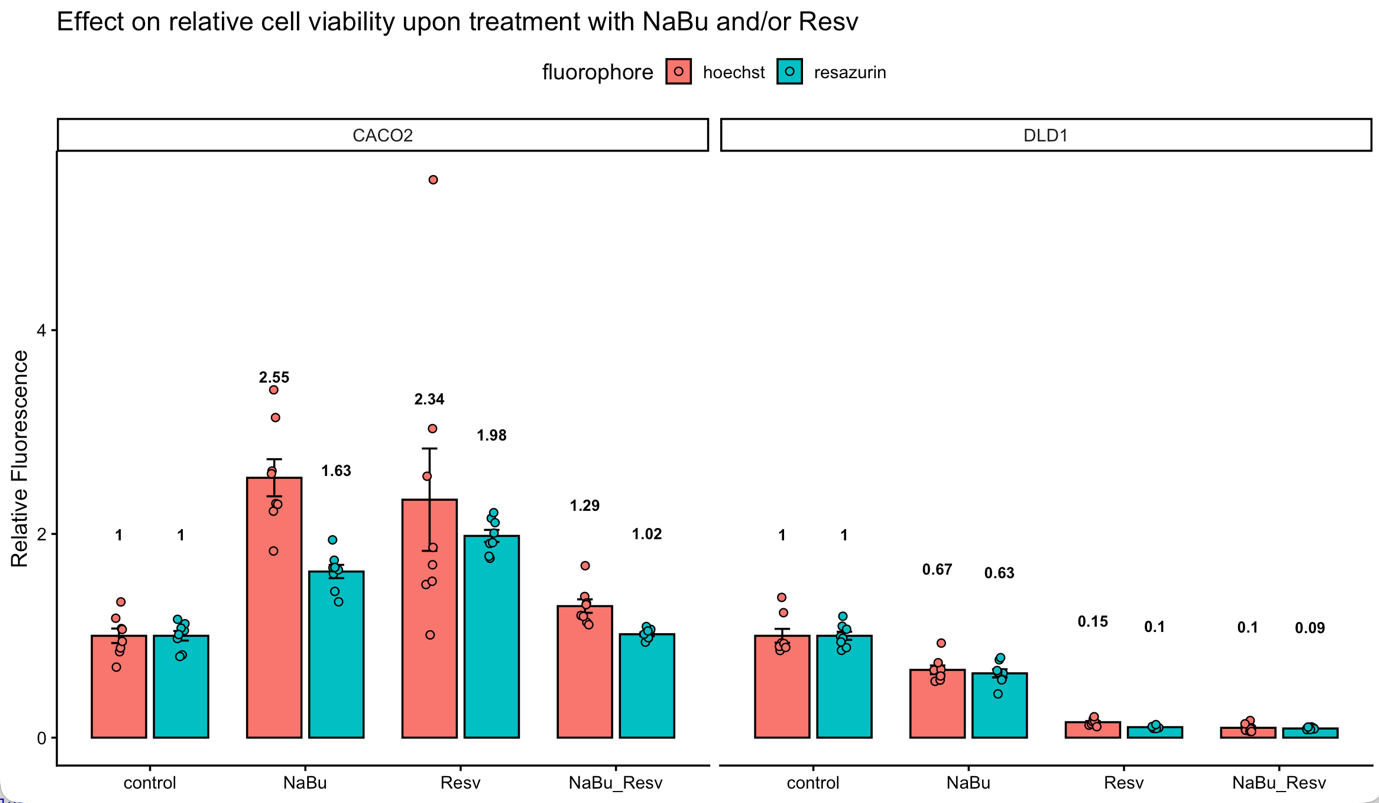 Effect on relative cell viability upon treatment with NaBu and/or Resv
fluorophore hoechst resazurin
CACO2 DLD1
Relative Fluorescence
4
2
0
2.55
2.34
1.98
1.63
1.29
1 1 1.02
1 1
0.67 0.63
0.15 0.1 0.1 0.09
control NaBu Resv NaBu_Resv control NaBu Resv NaBu_Resv